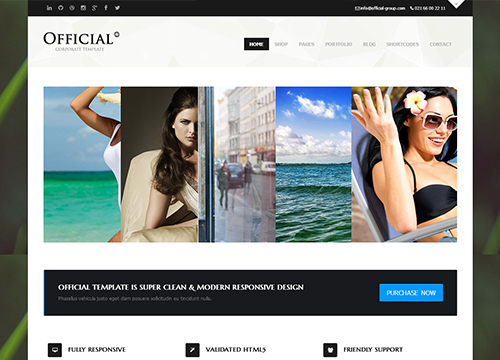 info@official-group.com 021 66 00 22 11
OFFICIAL
CORPORATE TEMPLATE
HOME SHOP PAGES PORTFOLIO BLOG SHORTCODES CONTACT
OFFICIAL TEMPLATE IS SUPER CLEAN & MODERN RESPONSIVE DESIGN
Phasellus vehicula justo eget diam posuere sollicitudin eu tincidunt nulla.
PURCHASE NOW
FULLY RESPONSIVE VALIDATED HTML5 FRIENDLY SUPPORT